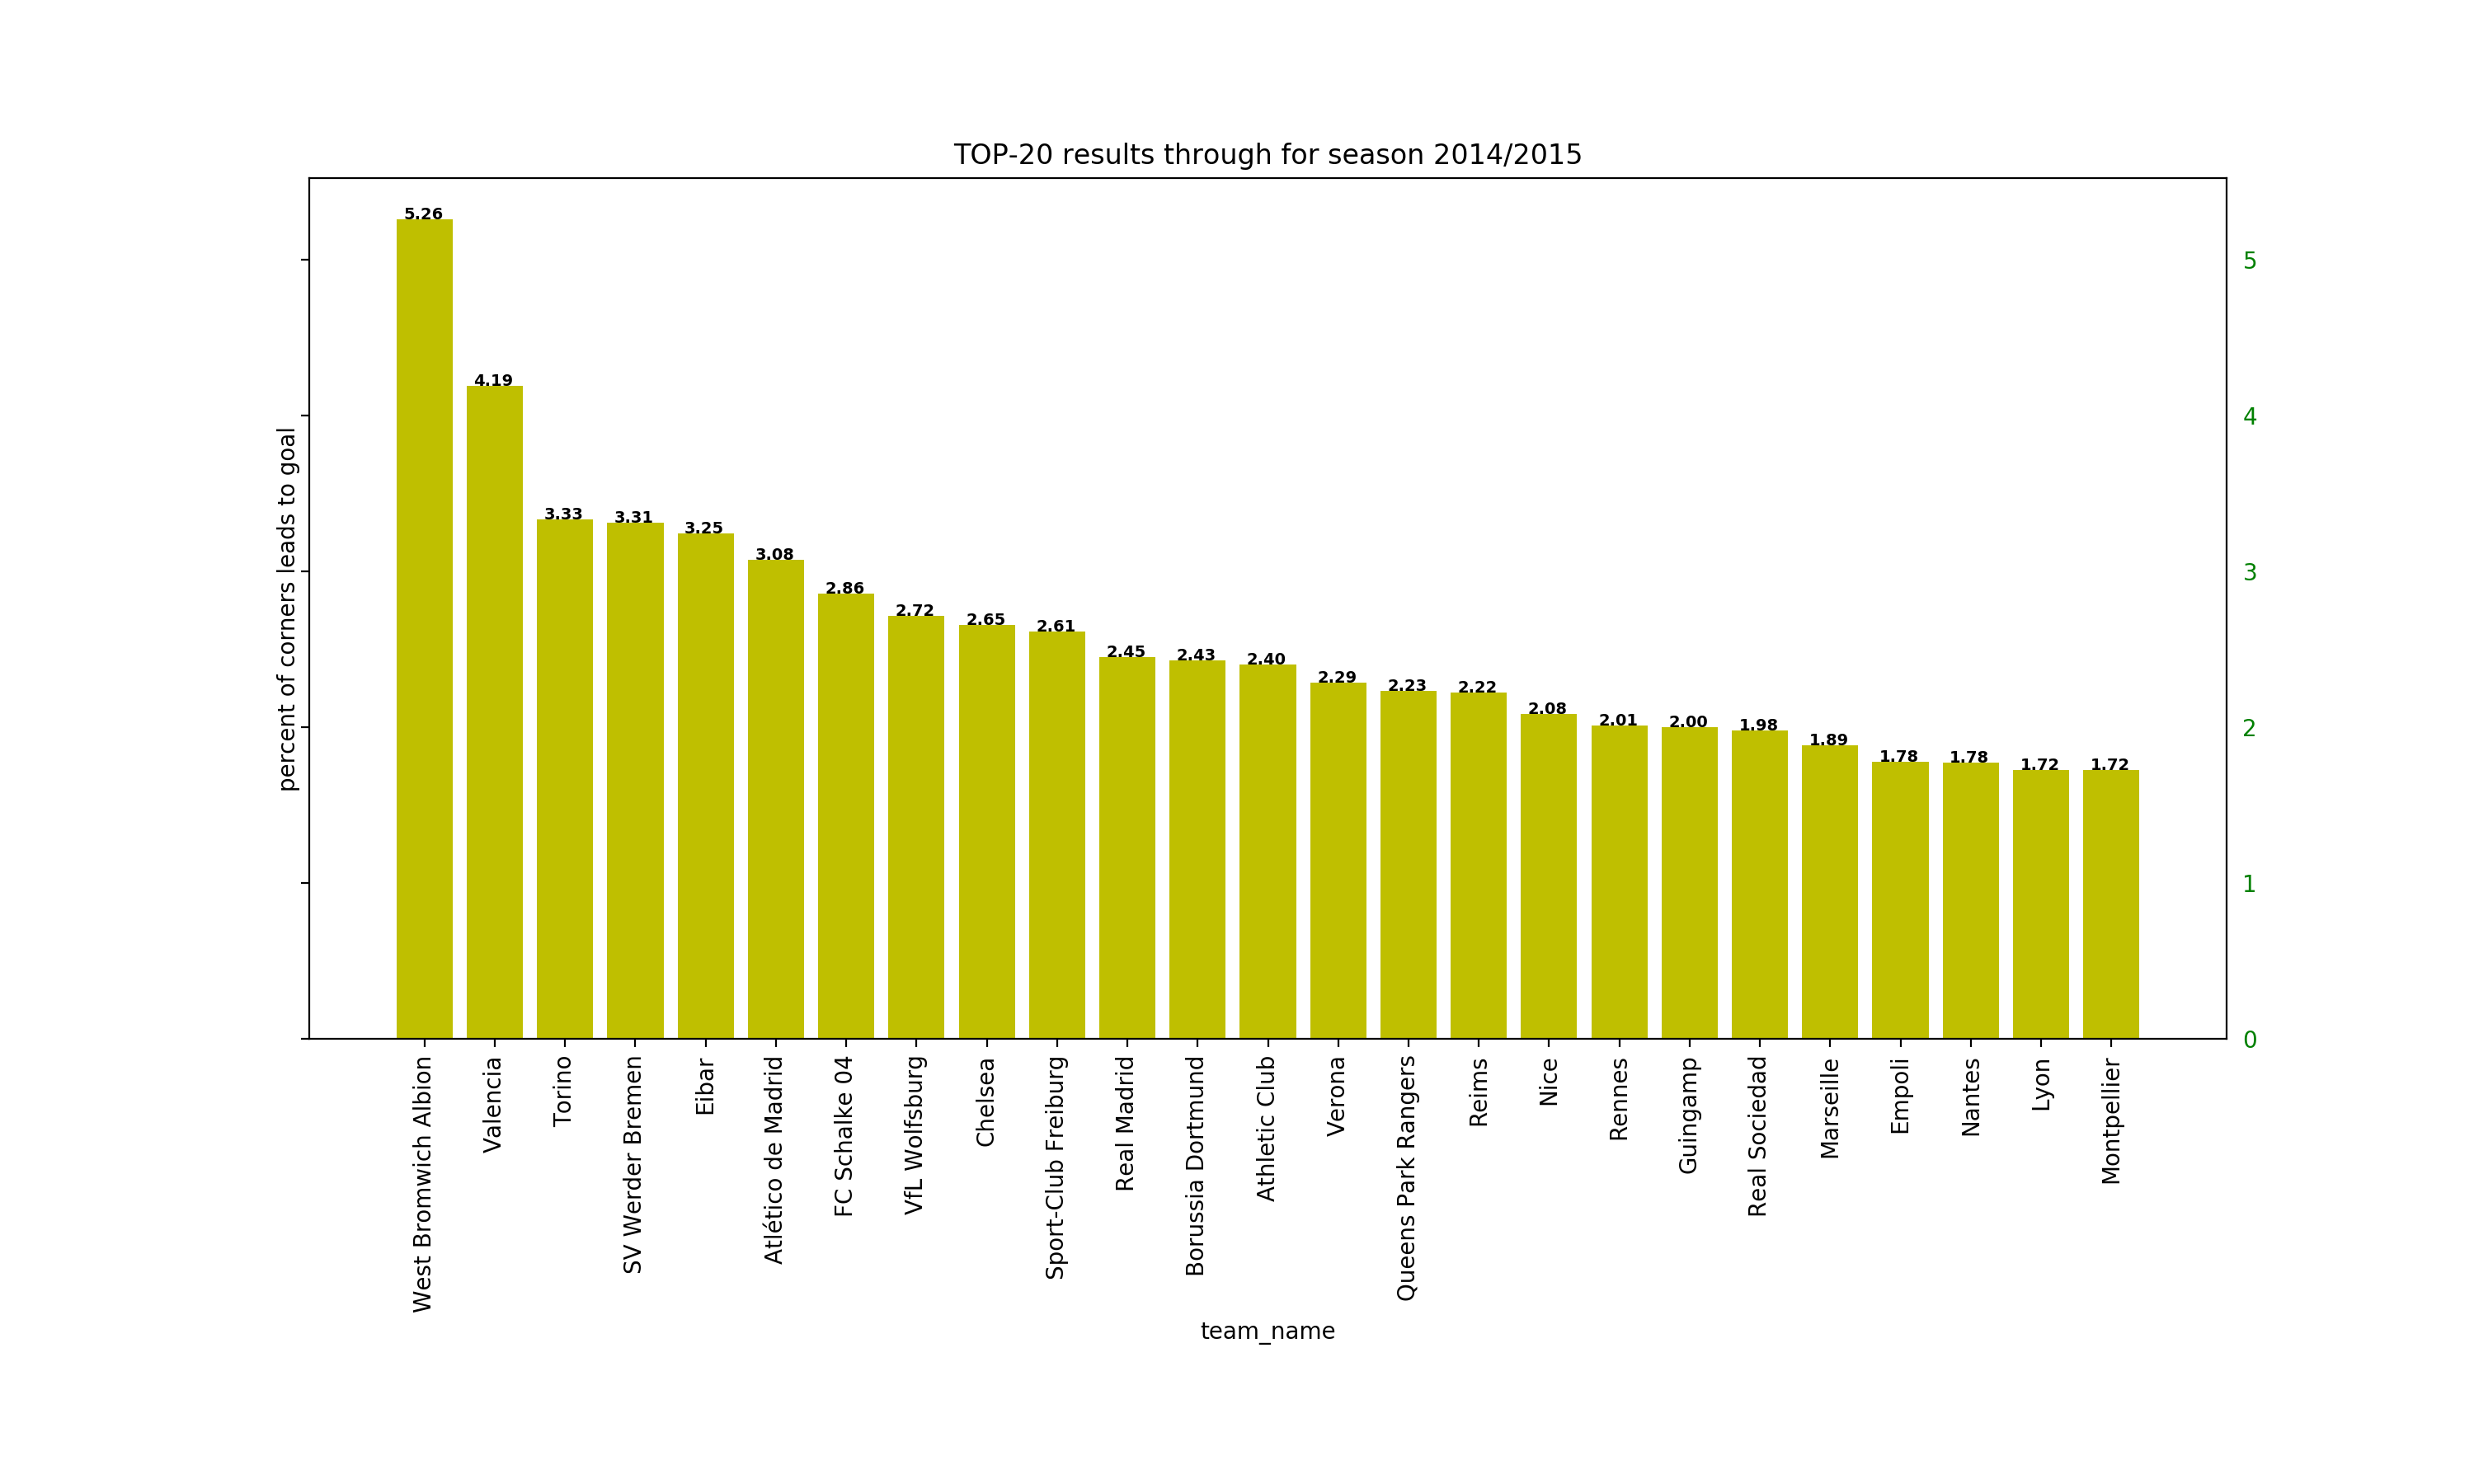 TOP-20 results through for season 2014/2015
percent of corners leads to goal
5.26
4.19
3.33
3.31
3.25
3.08
2.86
2.72
2.65
2.61
2.45
2.43
2.40
2.29
2.23
2.22
2.08
2.01
2.00
1.98
1.89
1.78
1.78
1.72
1.72
5
4
3
2
1
0
West Bromwich Albion
Valencia
Torino
SV Werder Bremen
Eibar
Atlético de Madrid
FC Schalke 04
VfL Wolfsburg
Chelsea
Sport-Club Freiburg
Real Madrid
Borussia Dortmund
Athletic Club
Verona
Queens Park Rangers
Reims
Nice
Rennes
Guingamp
Real Sociedad
Marseille
Empoli
Nantes
Lyon
Montpellier
team_name